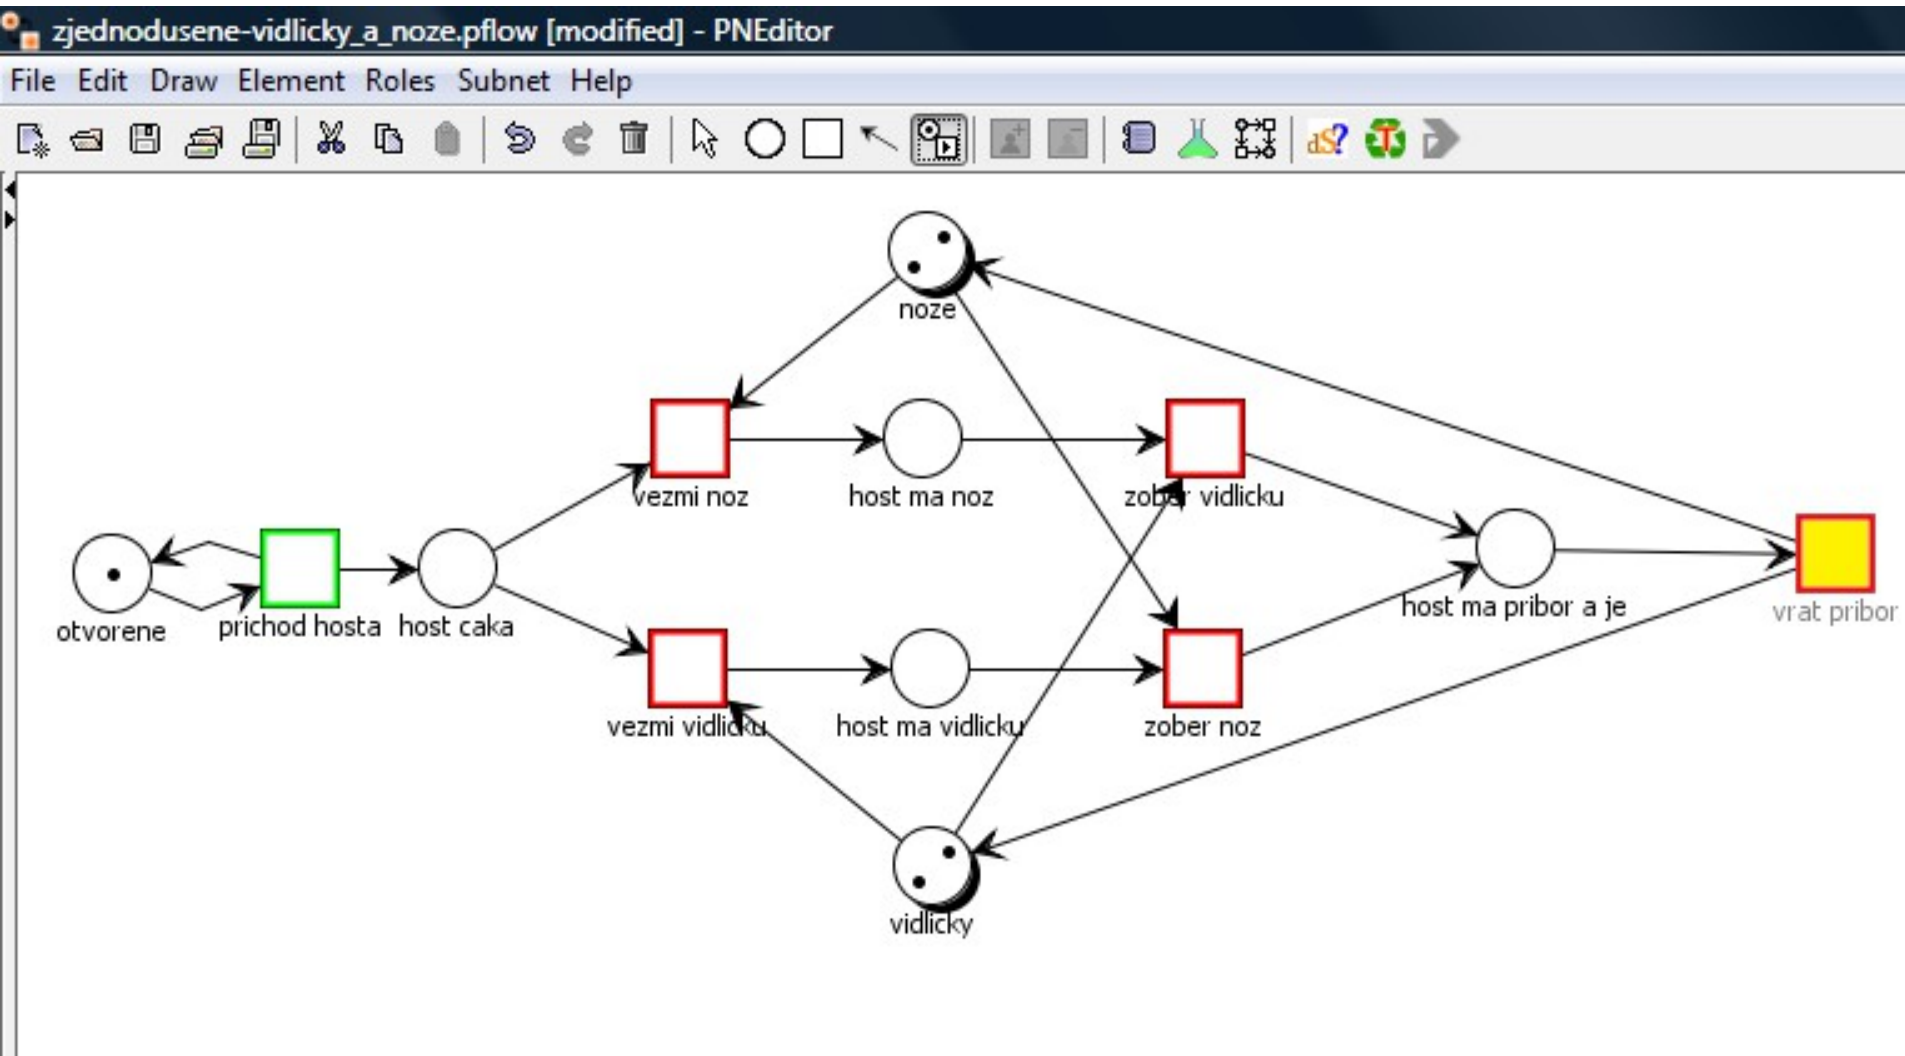 zjednodusene-vidlicky_a_noze.pflow [modified] - PNEditor
File Edit Draw Element Roles Subnet Help
dS? T
noze
vezmi noz
host ma noz
zober vidlicku
otvorene
prichod hosta
host caka
host ma pribor a je
vrat pribor
vezmi vidlicku
host ma vidlicku
zober noz
vidlicky